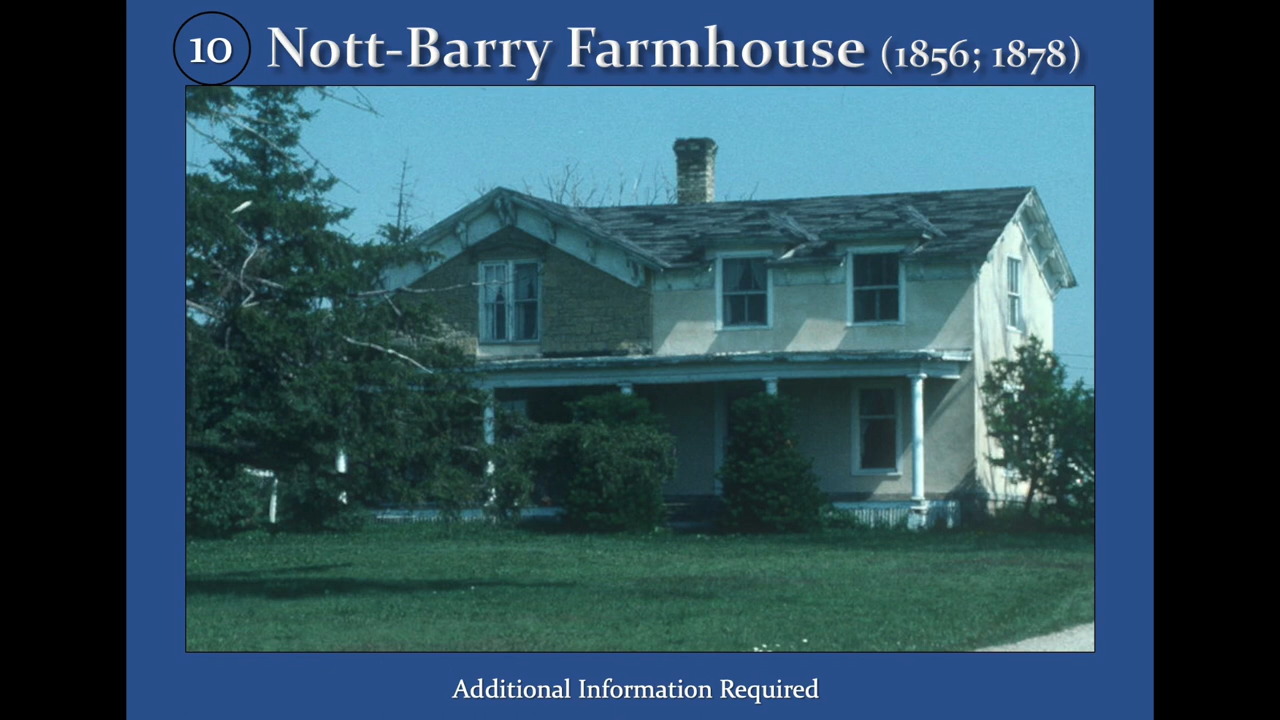 10 Nott-Barry Farmhouse (1856; 1878)
Additional Information Required